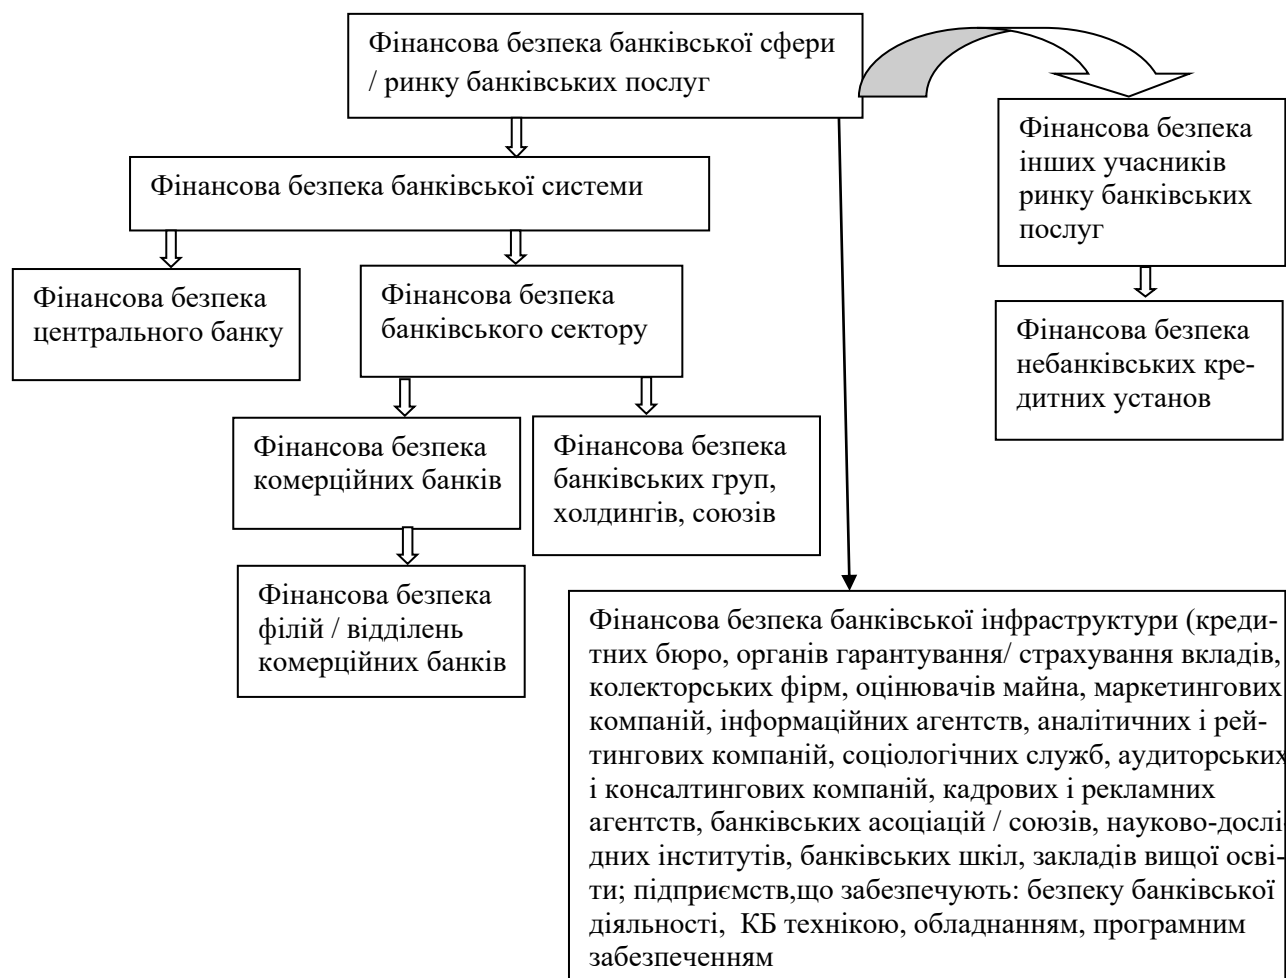 Фінансова безпека банківської сфери
/ ринку банківських послуг
Фінансова безпека
інших учасників
ринку банківських
послуг
Фінансова безпека банківської системи
Фінансова безпека
центрального банку
Фінансова безпека
банківського сектору
Фінансова безпека
небанківських кре-
дитних установ
Фінансова безпека
комерційних банків
Фінансова безпека
банківських груп,
холдингів, союзів
Фінансова безпека
філій / відділень
комерційних банків
Фінансова безпека банківської інфраструктури (креди-
тних бюро, органів гарантування/ страхування вкладів,
колекторських фірм, оцінювачів майна, маркетингових
компаній, інформаційних агентств, аналітичних і рей-
тингових компаній, соціологічних служб, аудиторських
і консалтингових компаній, кадрових і рекламних
агентств, банківських асоціацій / союзів, науково-дослі-
дних інститутів, банківських шкіл, закладів вищої осві-
ти; підприємств,що забезпечують: безпеку банківської
діяльності,  КБ технікою, обладнанням, програмним
забезпеченням